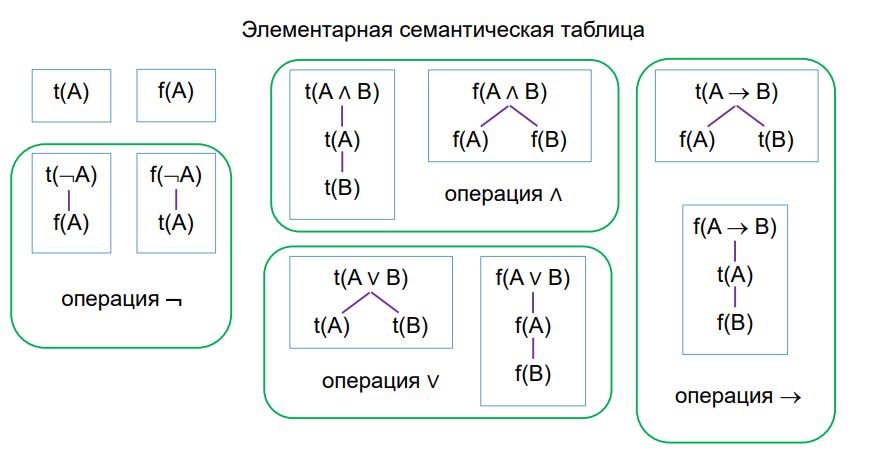 Элементарная семантическая таблица
t(A)
f(A)
t(¬A)
f(A)
f(¬A)
t(A)
операция ¬
t(A ∧ B)
t(A)
t(B)
f(A ∧ B)
f(A) f(B)
операция ∧
t(A ∨ B)
t(A) t(B)
f(A ∨ B)
f(A)
f(B)
операция ∨
t(A → B)
f(A) t(B)
f(A → B)
t(A)
f(B)
операция →